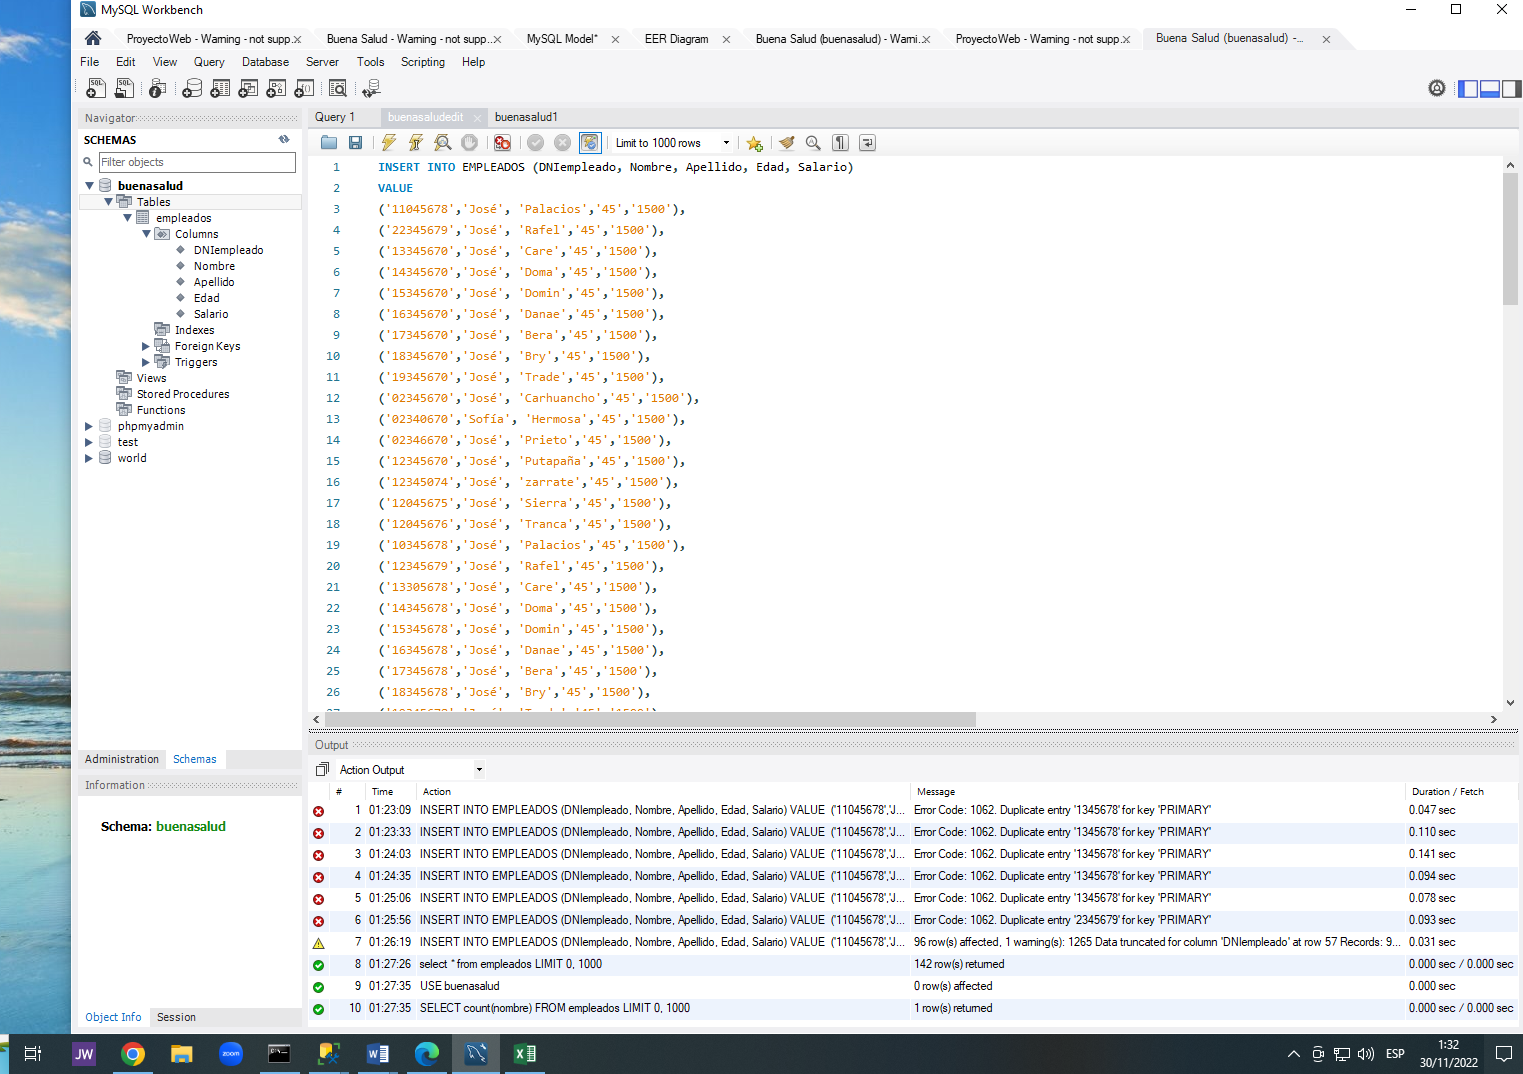 MySQL Workbench
ProyectoWeb - Warning - not supp...
Buena Salud - Warning - not supp...
MySQL Model*
EER Diagram
Buena Salud (buenasalud) - Warni...
ProyectoWeb - Warning - not supp...
Buena Salud (buenasalud) -...
File Edit View Query Database Server Tools Scripting Help
Navigator
SCHEMAS
Filter objects
buenasalud
Tables
empleados
Columns
DNIempleado
Nombre
Apellido
Edad
Salario
Indexes
Foreign Keys
Triggers
Views
Stored Procedures
Functions
phpmyadmin
test
world
Administration Schemas
Information
Schema: buenasalud
Object Info Session
Query 1 buenasaludedit buenasalud1
Limit to 1000 rows
1 INSERT INTO EMPLEADOS (DNIempleado, Nombre, Apellido, Edad, Salario)
2 VALUE
3 ('11045678','José', 'Palacios','45','1500'),
4 ('22345679','José', 'Rafel','45','1500'),
5 ('13345670','José', 'Care','45','1500'),
6 ('14345670','José', 'Doma','45','1500'),
7 ('15345670','José', 'Domin','45','1500'),
8 ('16345670','José', 'Danae','45','1500'),
9 ('17345670','José', 'Bera','45','1500'),
10 ('18345670','José', 'Bry','45','1500'),
11 ('19345670','José', 'Trade','45','1500'),
12 ('02345670','José', 'Carhuancho','45','1500'),
13 ('02340670','Sofía', 'Hermosa','45','1500'),
14 ('02346670','José', 'Prieto','45','1500'),
15 ('12345670','José', 'Putapaña','45','1500'),
16 ('12345074','José', 'zarrate','45','1500'),
17 ('12045675','José', 'Sierra','45','1500'),
18 ('12045676','José', 'Tranca','45','1500'),
19 ('10345678','José', 'Palacios','45','1500'),
20 ('12345679','José', 'Rafel','45','1500'),
21 ('13305678','José', 'Care','45','1500'),
22 ('14345678','José', 'Doma','45','1500'),
23 ('15345678','José', 'Domin','45','1500'),
24 ('16345678','José', 'Danae','45','1500'),
25 ('17345678','José', 'Bera','45','1500'),
26 ('18345678','José', 'Bry','45','1500'),
Output
Action Output
# Time Action Message Duration / Fetch
1 01:23:09 INSERT INTO EMPLEADOS (DNIempleado, Nombre, Apellido, Edad, Salario) VALUE ('11045678','J... Error Code: 1062. Duplicate entry '1345678' for key 'PRIMARY' 0.047 sec
2 01:23:33 INSERT INTO EMPLEADOS (DNIempleado, Nombre, Apellido, Edad, Salario) VALUE ('11045678','J... Error Code: 1062. Duplicate entry '1345678' for key 'PRIMARY' 0.110 sec
3 01:24:03 INSERT INTO EMPLEADOS (DNIempleado, Nombre, Apellido, Edad, Salario) VALUE ('11045678','J... Error Code: 1062. Duplicate entry '1345678' for key 'PRIMARY' 0.141 sec
4 01:24:35 INSERT INTO EMPLEADOS (DNIempleado, Nombre, Apellido, Edad, Salario) VALUE ('11045678','J... Error Code: 1062. Duplicate entry '1345678' for key 'PRIMARY' 0.094 sec
5 01:25:06 INSERT INTO EMPLEADOS (DNIempleado, Nombre, Apellido, Edad, Salario) VALUE ('11045678','J... Error Code: 1062. Duplicate entry '1345678' for key 'PRIMARY' 0.078 sec
6 01:25:56 INSERT INTO EMPLEADOS (DNIempleado, Nombre, Apellido, Edad, Salario) VALUE ('11045678','J... Error Code: 1062. Duplicate entry '2345679' for key 'PRIMARY' 0.093 sec
7 01:26:19 INSERT INTO EMPLEADOS (DNIempleado, Nombre, Apellido, Edad, Salario) VALUE ('11045678','J... 96 row(s) affected, 1 warning(s): 1265 Data truncated for column 'DNIempleado' at row 57 Records: 9... 0.031 sec
8 01:27:26 select * from empleados LIMIT 0, 1000 142 row(s) returned 0.000 sec / 0.000 sec
9 01:27:35 USE buenasalud 0 row(s) affected 0.000 sec
10 01:27:35 SELECT count(nombre) FROM empleados LIMIT 0, 1000 1 row(s) returned 0.000 sec / 0.000 sec
JW
zoom
ESP
1:32
30/11/2022